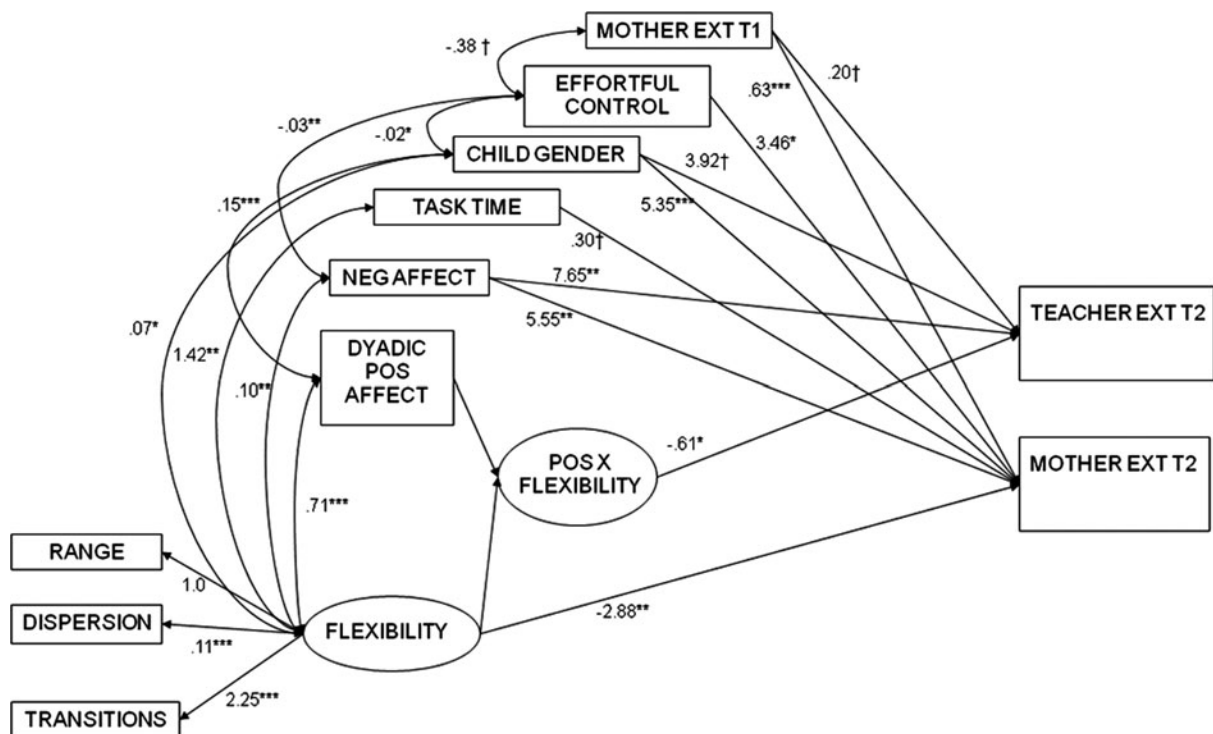 MOTHER EXT T1
-.38 †
.20†
EFFORTFUL
CONTROL
.63***
-.03**
-.02*
3.46*
CHILD GENDER
3.92†
.15***
TASK TIME
5.35***
.30†
NEG AFFECT
7.65**
TEACHER EXT T2
5.55**
.07*
1.42**
.10**
DYADIC
POS
AFFECT
-.61*
POS X
FLEXIBILITY
MOTHER EXT T2
.71***
RANGE
1.0
-2.88**
DISPERSION
.11***
FLEXIBILITY
2.25***
TRANSITIONS